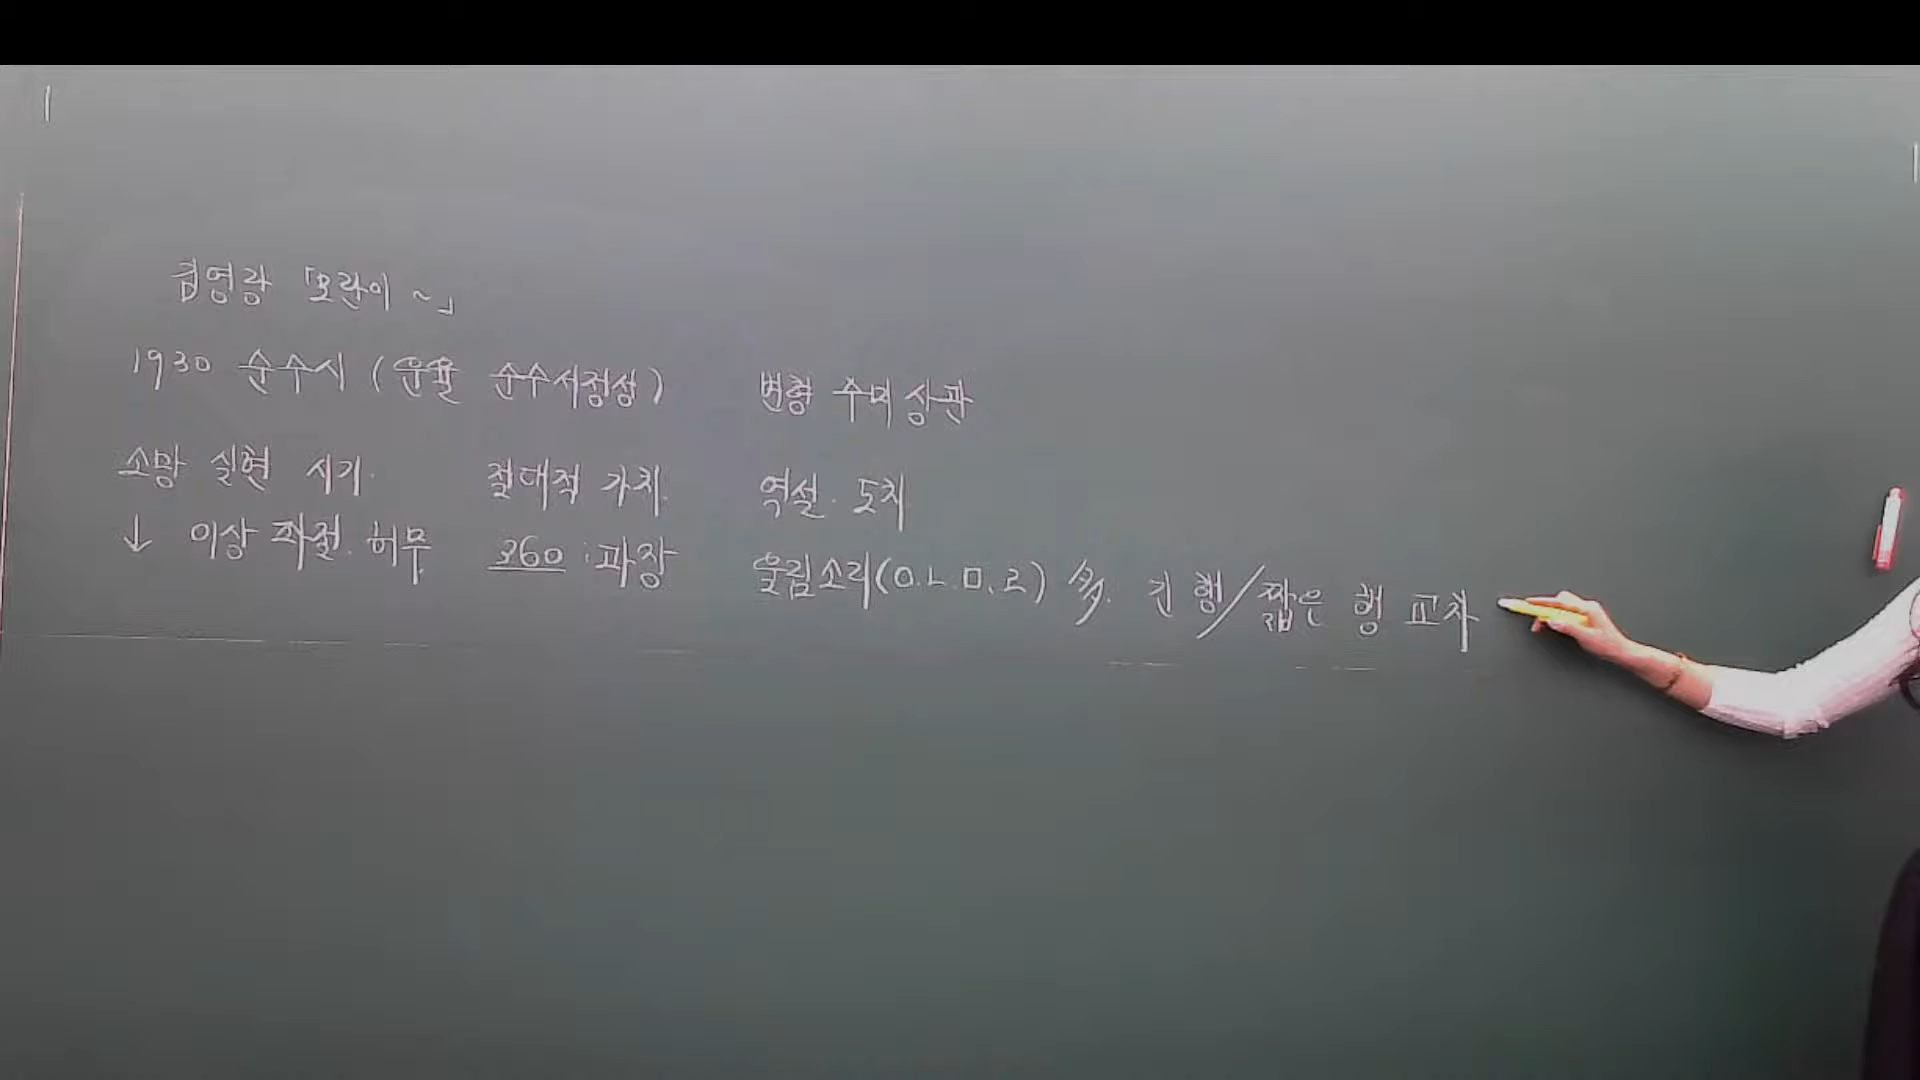 김영랑 「모란이 ~」
1930 순수시 (운율 순수서정성) 변형 수미상관
소망 실현 시기. 절대적 가치. 역설. 도치
↓ 이상 좌절. 허무 360 : 과장 울림소리(ㅇ.ㄴ.ㅁ.ㄹ) 多. 긴 행/짧은 행 교차